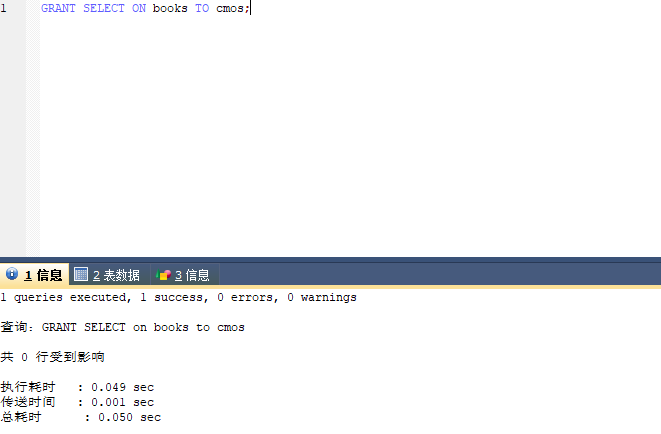 1 GRANT SELECT ON books TO cmos;
1 信息 2 表数据 3 信息
1 queries executed, 1 success, 0 errors, 0 warnings
查询：GRANT SELECT on books to cmos
共 0 行受到影响
执行耗时 : 0.049 sec
传送时间 : 0.001 sec
总耗时 : 0.050 sec